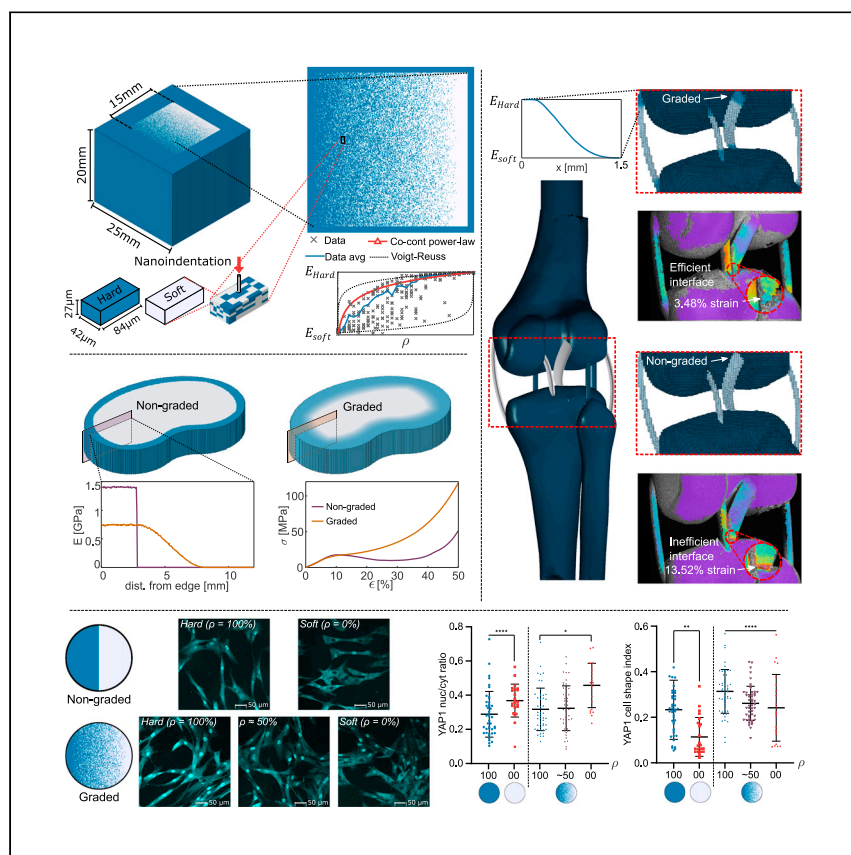 15mm
20mm
25mm
Nanoindentation
Hard
Soft
27µm
42µm
84µm
× Data
Co-cont power-law
Data avg
Voigt-Reuss
E_Hard
E_soft
ρ
E_Hard
E_soft
0
x [mm]
1.5
Graded
Efficient
interface
3.48% strain
Non-graded
Inefficient
interface
13.52% strain
Non-graded
Graded
E [GPa]
1.5
1
0.5
0
0
5
10
dist. from edge [mm]
σ [MPa]
100
50
0
Non-graded
Graded
0
10
20
30
40
50
ϵ [%]
Non-graded
Hard (ρ = 100%)
Soft (ρ = 0%)
50 µm
50 µm
Graded
Hard (ρ = 100%)
ρ ≈ 50%
Soft (ρ = 0%)
50 µm
50 µm
50 µm
YAP1 nuc/cyt ratio
0.8
0.6
0.4
0.2
0.0
****
*
100
00
100
~50
00
ρ
YAP1 cell shape index
0.6
0.4
0.2
0.0
**
****
100
00
100
~50
00
ρ